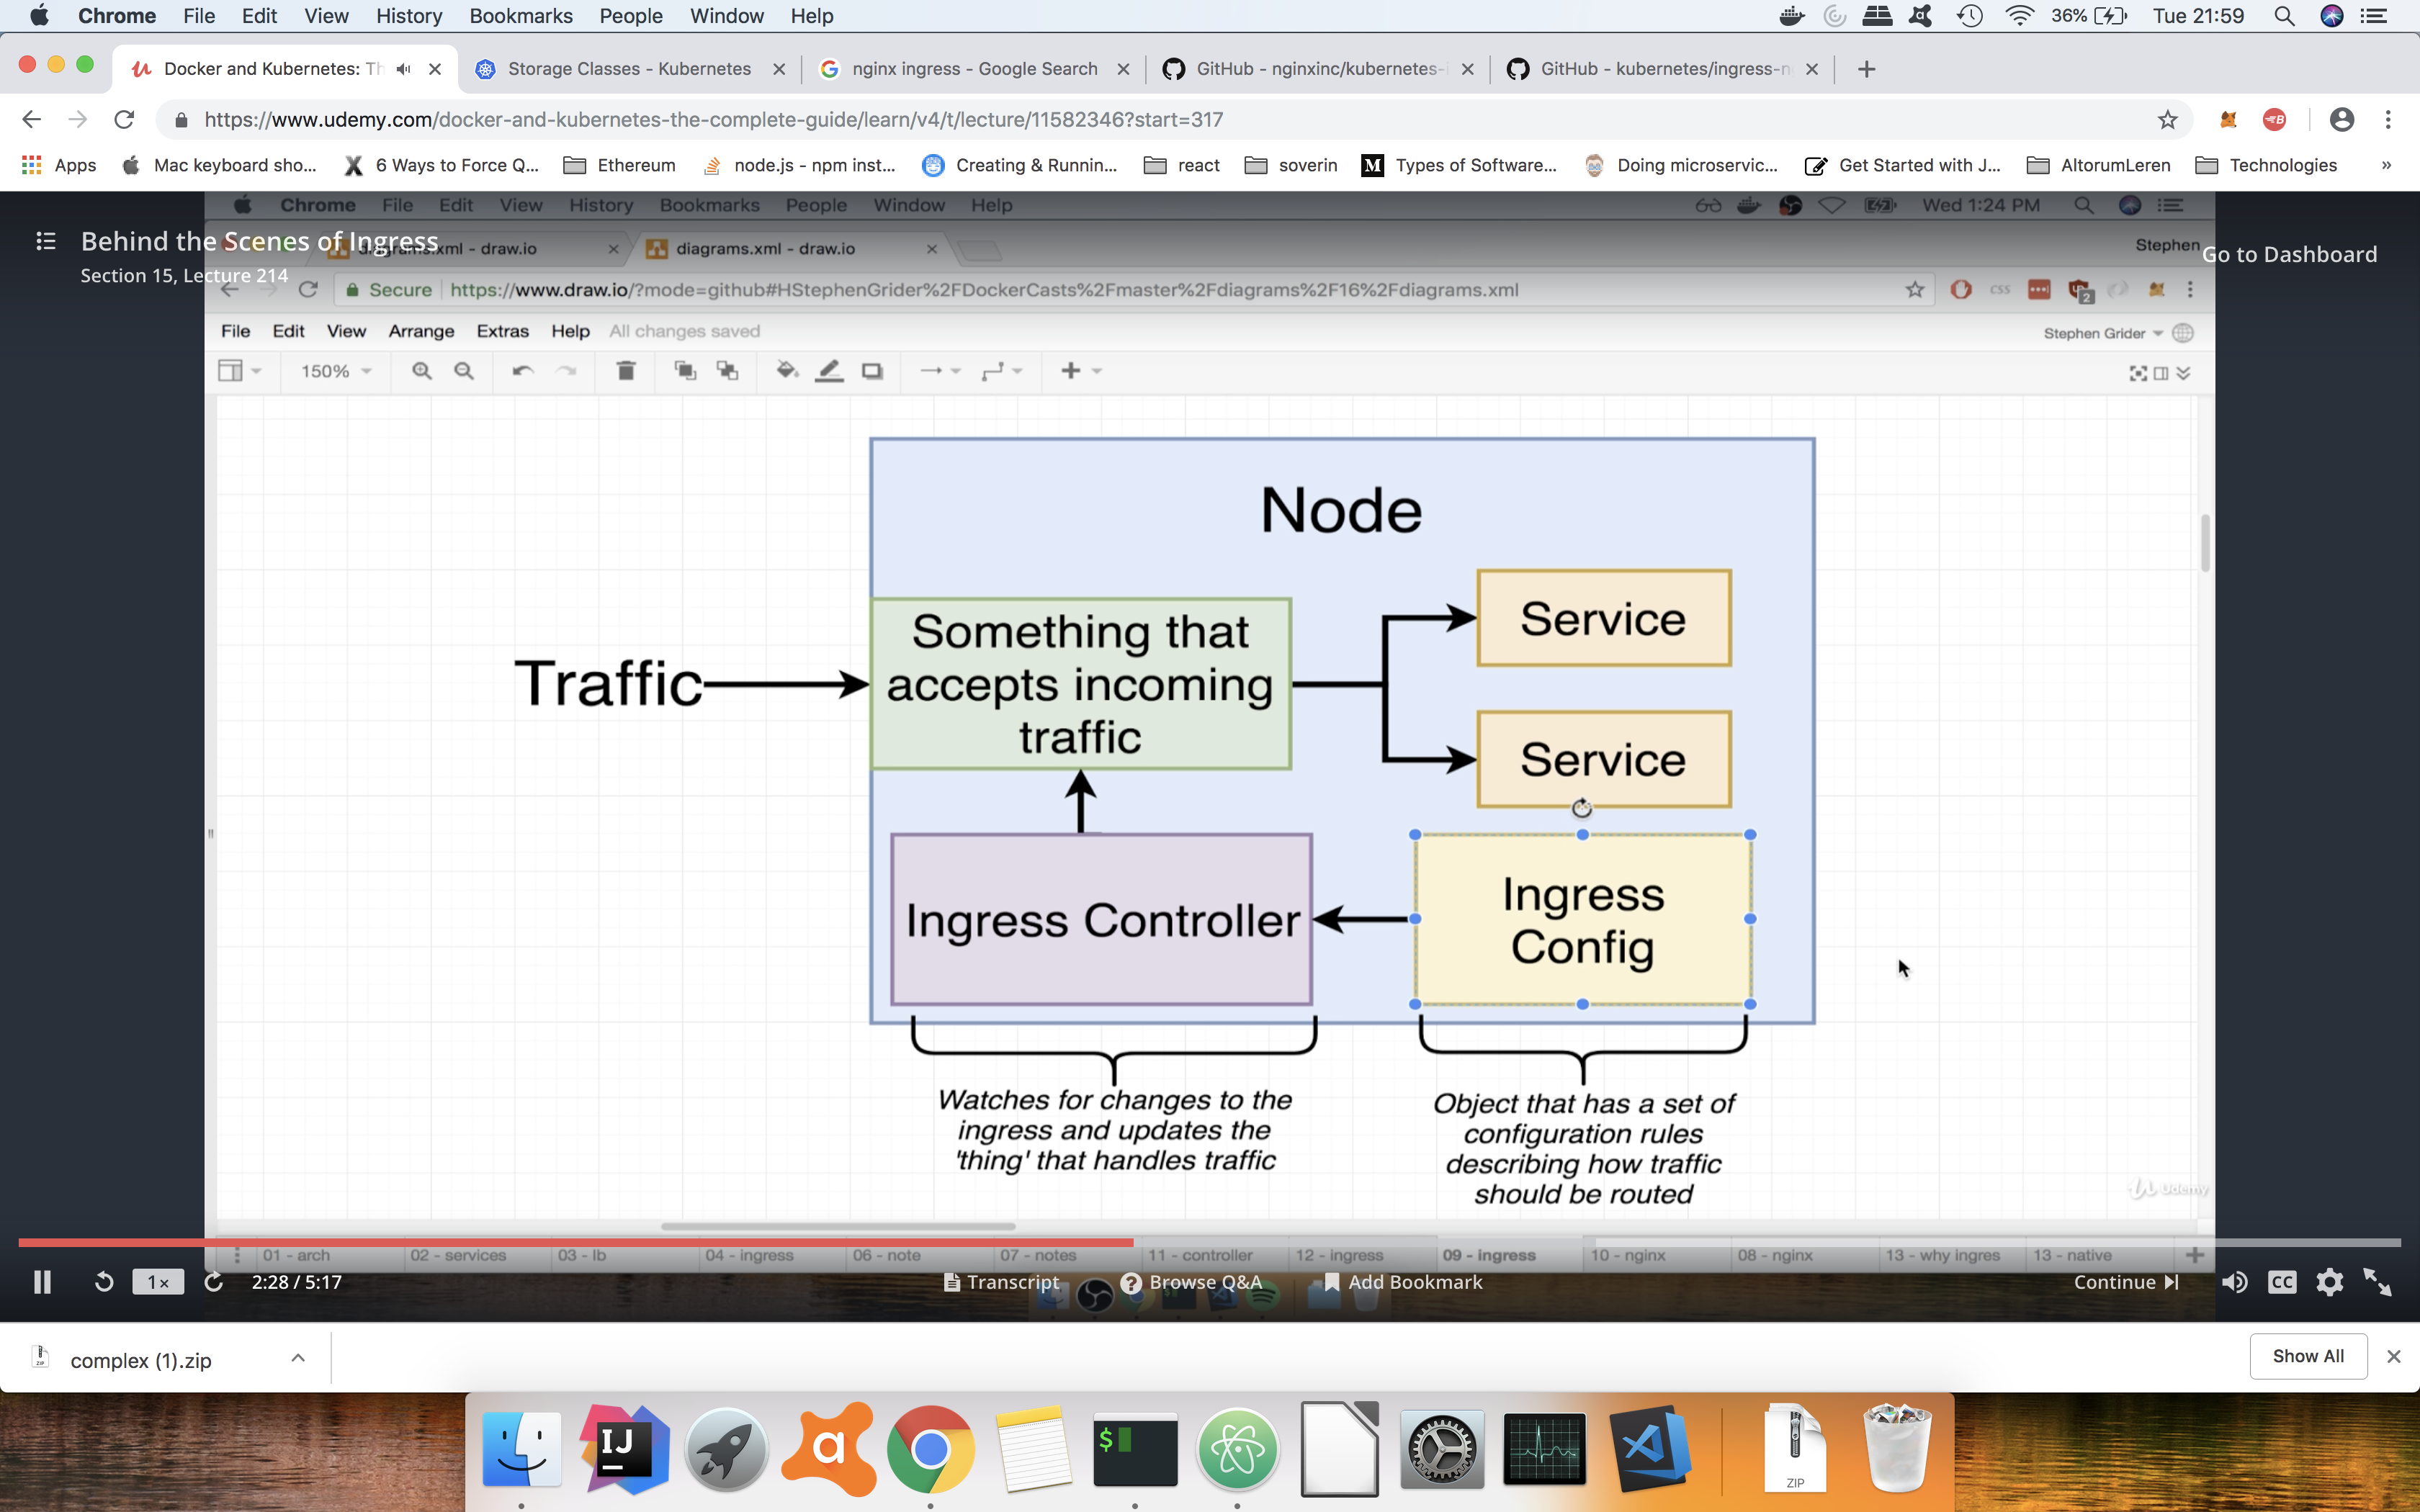 Chrome File Edit View History Bookmarks People Window Help 36% Tue 21:59
Docker and Kubernetes: Th Storage Classes - Kubernetes nginx ingress - Google Search GitHub - nginxinc/kubernetes-i GitHub - kubernetes/ingress-n
https://www.udemy.com/docker-and-kubernetes-the-complete-guide/learn/v4/t/lecture/11582346?start=317
Apps Mac keyboard sho... 6 Ways to Force Q... Ethereum node.js - npm inst... Creating & Runnin... react soverin Types of Software... Doing microservic... Get Started with J... AltorumLeren Technologies »
Chrome File Edit View History Bookmarks People Window Help Wed 1:24 PM
Behind the Scenes of Ingress
diagrams.xml - draw.io diagrams.xml - draw.io Stephen
Go to Dashboard
Section 15, Lecture 214
Secure https://www.draw.io/?mode=github#HStephenGrider%2FDockerCasts%2Fmaster%2Fdiagrams%2F16%2Fdiagrams.xml
File Edit View Arrange Extras Help All changes saved Stephen Grider
150%
Node
Something that
accepts incoming
traffic
Service
Traffic
Service
Ingress Controller
Ingress
Config
Watches for changes to the
ingress and updates the
'thing' that handles traffic
Object that has a set of
configuration rules
describing how traffic
should be routed
Udemy
01 - arch 02 - services 03 - lb 04 - ingress 06 - note 07 - notes 11 - controller 12 - ingress 09 - ingress 10 - nginx 08 - nginx 13 - why ingres 13 - native
1x 2:28 / 5:17 Transcript Browse Q&A Add Bookmark Continue CC
complex (1).zip Show All
IJ
a
$
ZIP